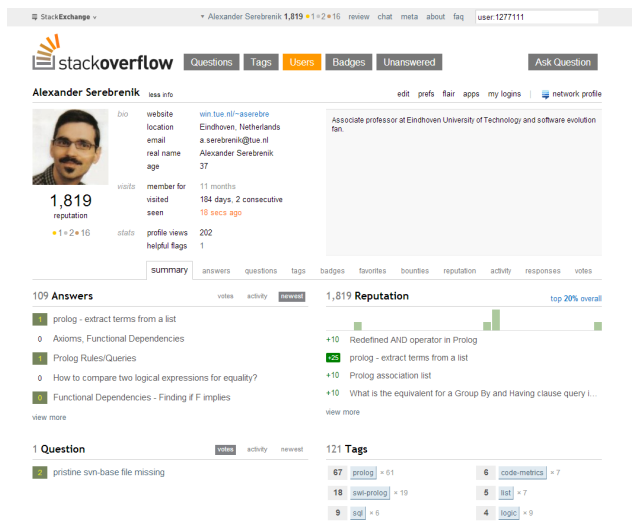 StackExchange
Alexander Serebrenik 1,819 1 2 16 review chat meta about faq user:1277111
stackoverflow Questions Tags Users Badges Unanswered Ask Question
Alexander Serebrenik less info
edit prefs flair apps my logins | network profile
bio website win.tue.nl/~aserebre
location Eindhoven, Netherlands
email a.serebrenik@tue.nl
real name Alexander Serebrenik
age 37
visits member for 11 months
visited 184 days, 2 consecutive
seen 18 secs ago
stats profile views 202
helpful flags 1
1,819
reputation
1 2 16
Associate professor at Eindhoven University of Technology and software evolution
fan.
summary answers questions tags badges favorites bounties reputation activity responses votes
109 Answers votes activity newest
1 prolog - extract terms from a list
0 Axioms, Functional Dependencies
1 Prolog Rules/Queries
0 How to compare two logical expressions for equality?
0 Functional Dependencies - Finding if F implies
view more
1,819 Reputation top 20% overall
+10 Redefined AND operator in Prolog
+25 prolog - extract terms from a list
+10 Prolog association list
+10 What is the equivalent for a Group By and Having clause query i...
view more
1 Question votes activity newest
2 pristine svn-base file missing
121 Tags
67 prolog × 61 6 code-metrics × 7
18 swi-prolog × 19 5 list × 7
9 sql × 6 4 logic × 9